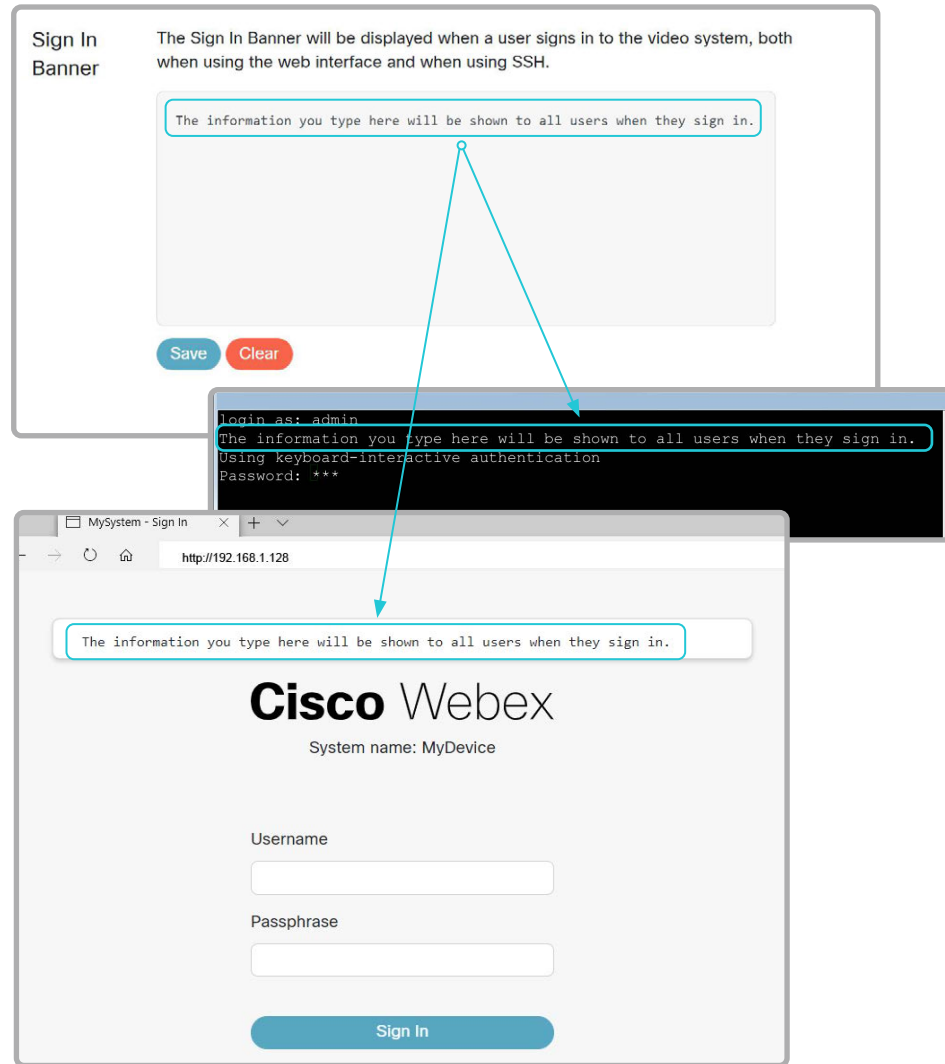 Sign In
Banner
The Sign In Banner will be displayed when a user signs in to the video system, both
when using the web interface and when using SSH.
The information you type here will be shown to all users when they sign in.
Save
Clear
login as: admin
The information you type here will be shown to all users when they sign in.
Using keyboard-interactive authentication
Password: ***
MySystem - Sign In
http://192.168.1.128
The information you type here will be shown to all users when they sign in.
Cisco Webex
System name: MyDevice
Username
Passphrase
Sign In